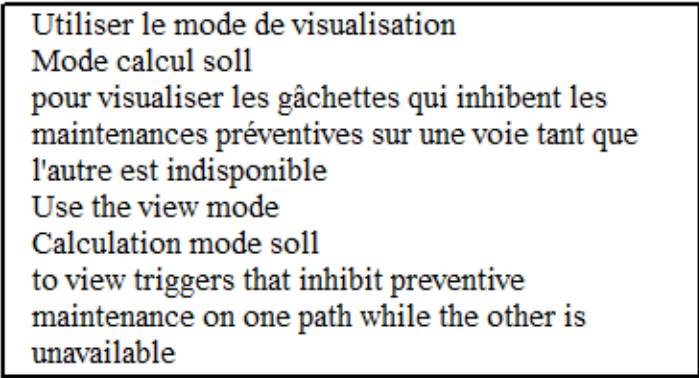 Utiliser le mode de visualisation
Mode calcul soll
pour visualiser les gâchettes qui inhibent les
maintenances préventives sur une voie tant que
l'autre est indisponible
Use the view mode
Calculation mode soll
to view triggers that inhibit preventive
maintenance on one path while the other is
unavailable